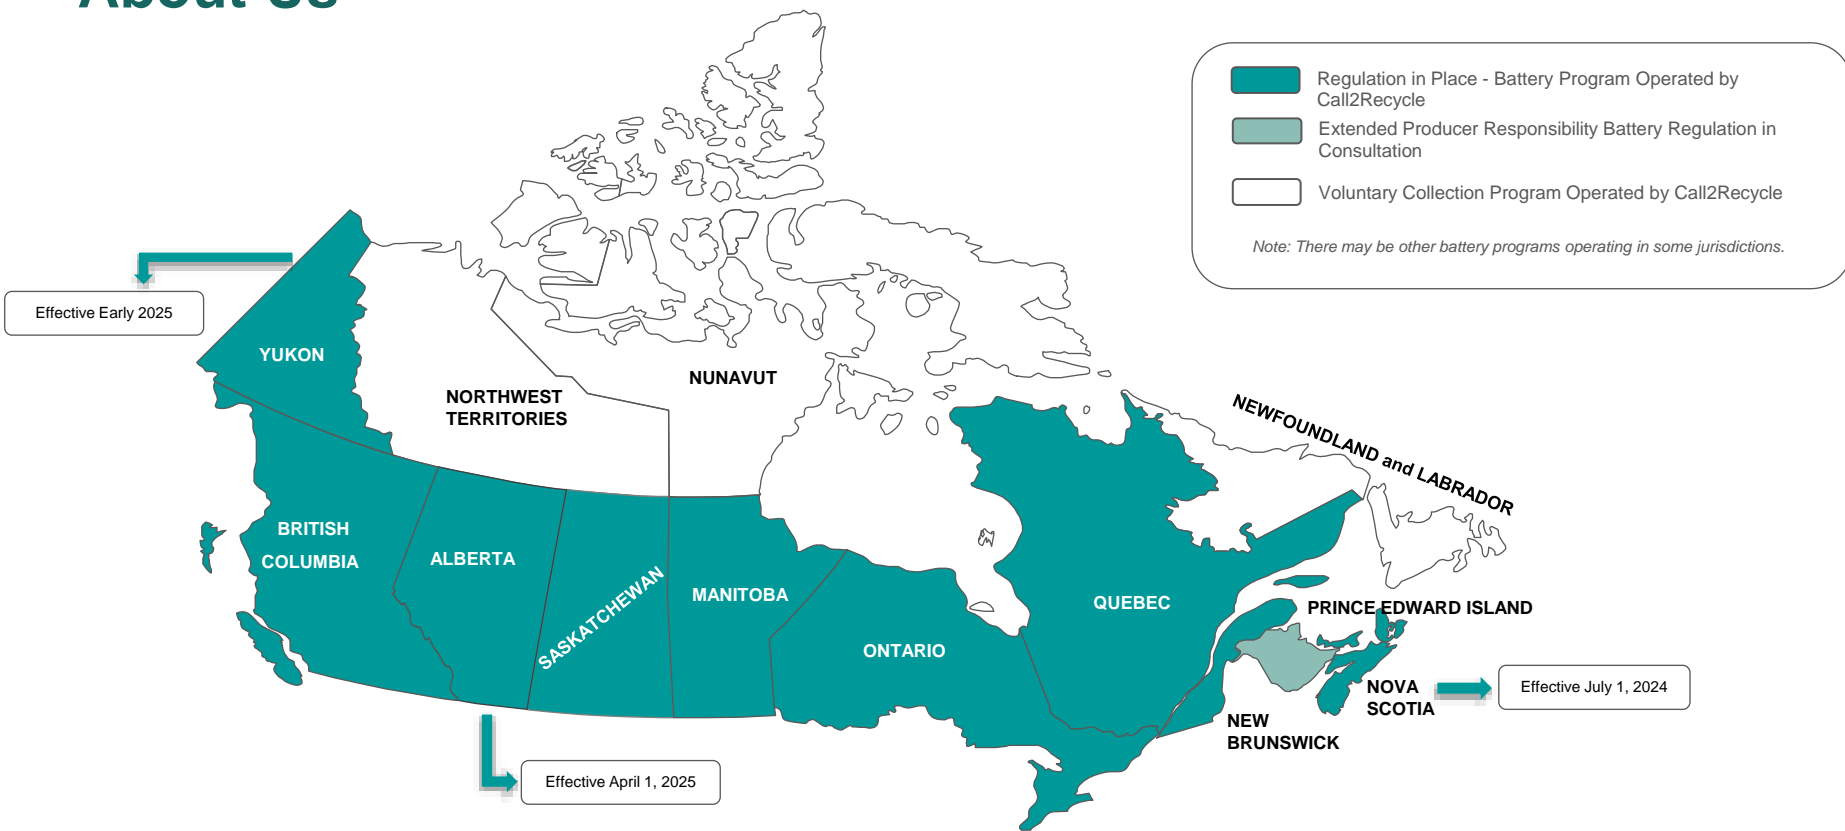 About Us
Regulation in Place - Battery Program Operated by
Call2Recycle
Extended Producer Responsibility Battery Regulation in
Consultation
Voluntary Collection Program Operated by Call2Recycle
Note: There may be other battery programs operating in some jurisdictions.
Effective Early 2025
YUKON
NORTHWEST
TERRITORIES
NUNAVUT
NEWFOUNDLAND and LABRADOR
BRITISH
COLUMBIA
ALBERTA
SASKATCHEWAN
MANITOBA
ONTARIO
QUEBEC
PRINCE EDWARD ISLAND
NOVA
SCOTIA
Effective July 1, 2024
NEW
BRUNSWICK
Effective April 1, 2025